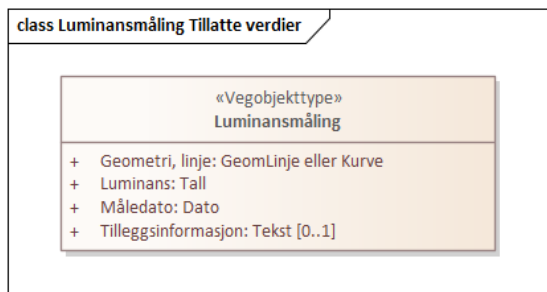 class Luminansmåling Tillatte verdier
«Vegobjekttype»
Luminansmåling
+ Geometri, linje: GeomLinje eller Kurve
+ Luminans: Tall
+ Måledato: Dato
+ Tilleggsinformasjon: Tekst [0..1]